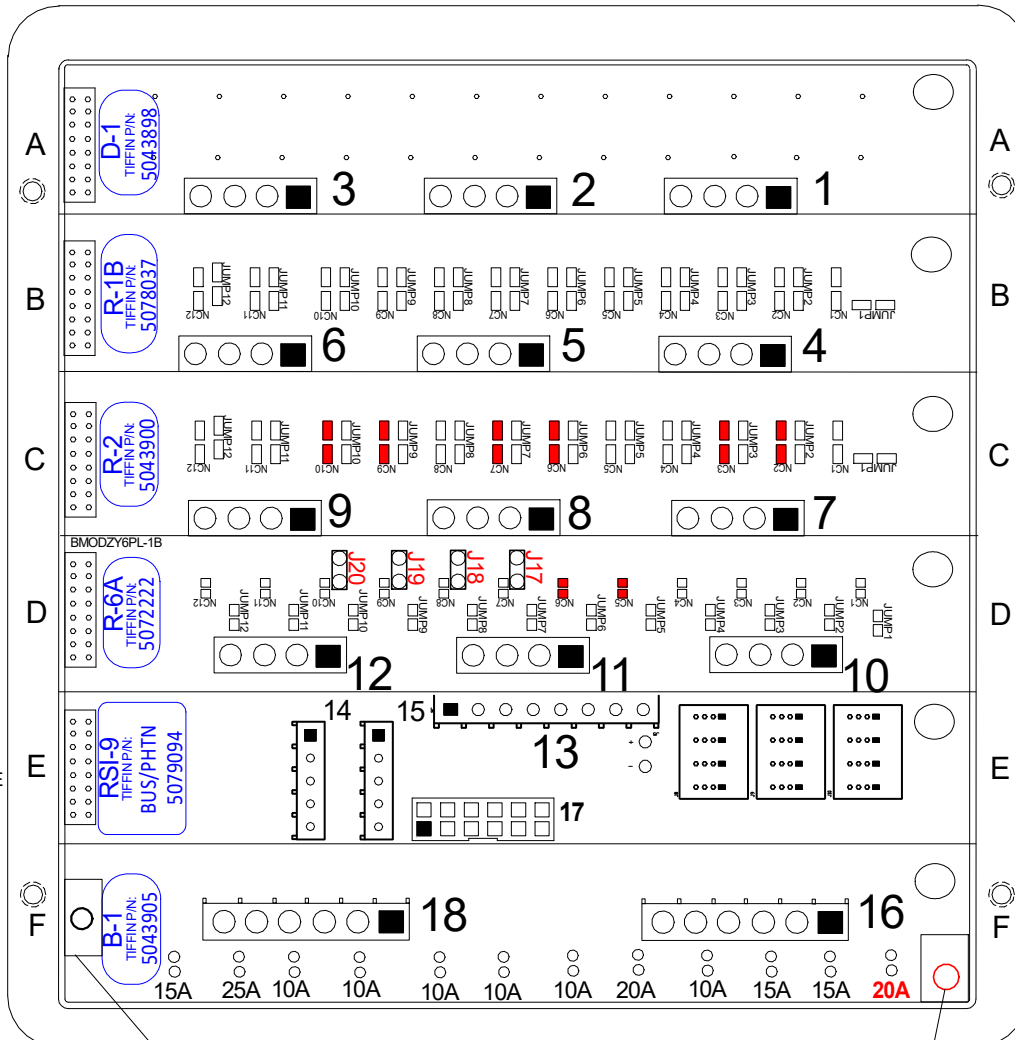 A
D-1
TIFFIN P/N:
5043898
3
2
1
A
B
R-1B
TIFFIN P/N:
5078037
JUMP12
JUMP11
JUMP10
JUMP9
JUMP8
JUMP7
JUMP6
JUMP5
JUMP4
JUMP3
JUMP2
JUMP1
NC12
NC11
NC10
NC9
NC8
NC7
NC6
NC5
NC4
NC3
NC2
NC1
6
5
4
B
C
R-2
TIFFIN P/N:
5043900
JUMP12
JUMP11
JUMP10
JUMP9
JUMP8
JUMP7
JUMP6
JUMP5
JUMP4
JUMP3
JUMP2
JUMP1
NC12
NC11
NC10
NC9
NC8
NC7
NC6
NC5
NC4
NC3
NC2
NC1
9
8
7
C
BMODZY6PL-1B
D
R-6A
TIFFIN P/N:
5072222
J20
J19
J18
J17
NC12
NC11
NC10
NC9
NC8
NC7
NC6
NC5
NC4
NC3
NC2
NC1
JUMP12
JUMP11
JUMP10
JUMP9
JUMP8
JUMP7
JUMP6
JUMP5
JUMP4
JUMP3
JUMP2
JUMP1
12
11
10
D
E
RSI-9
TIFFIN P/N:
BUS/PHTN
5079094
14
15
13
+
-
17
E
F
B-1
TIFFIN P/N:
5043905
18
16
F
15A 25A 10A 10A 10A 10A 10A 20A 10A 15A 15A 20A